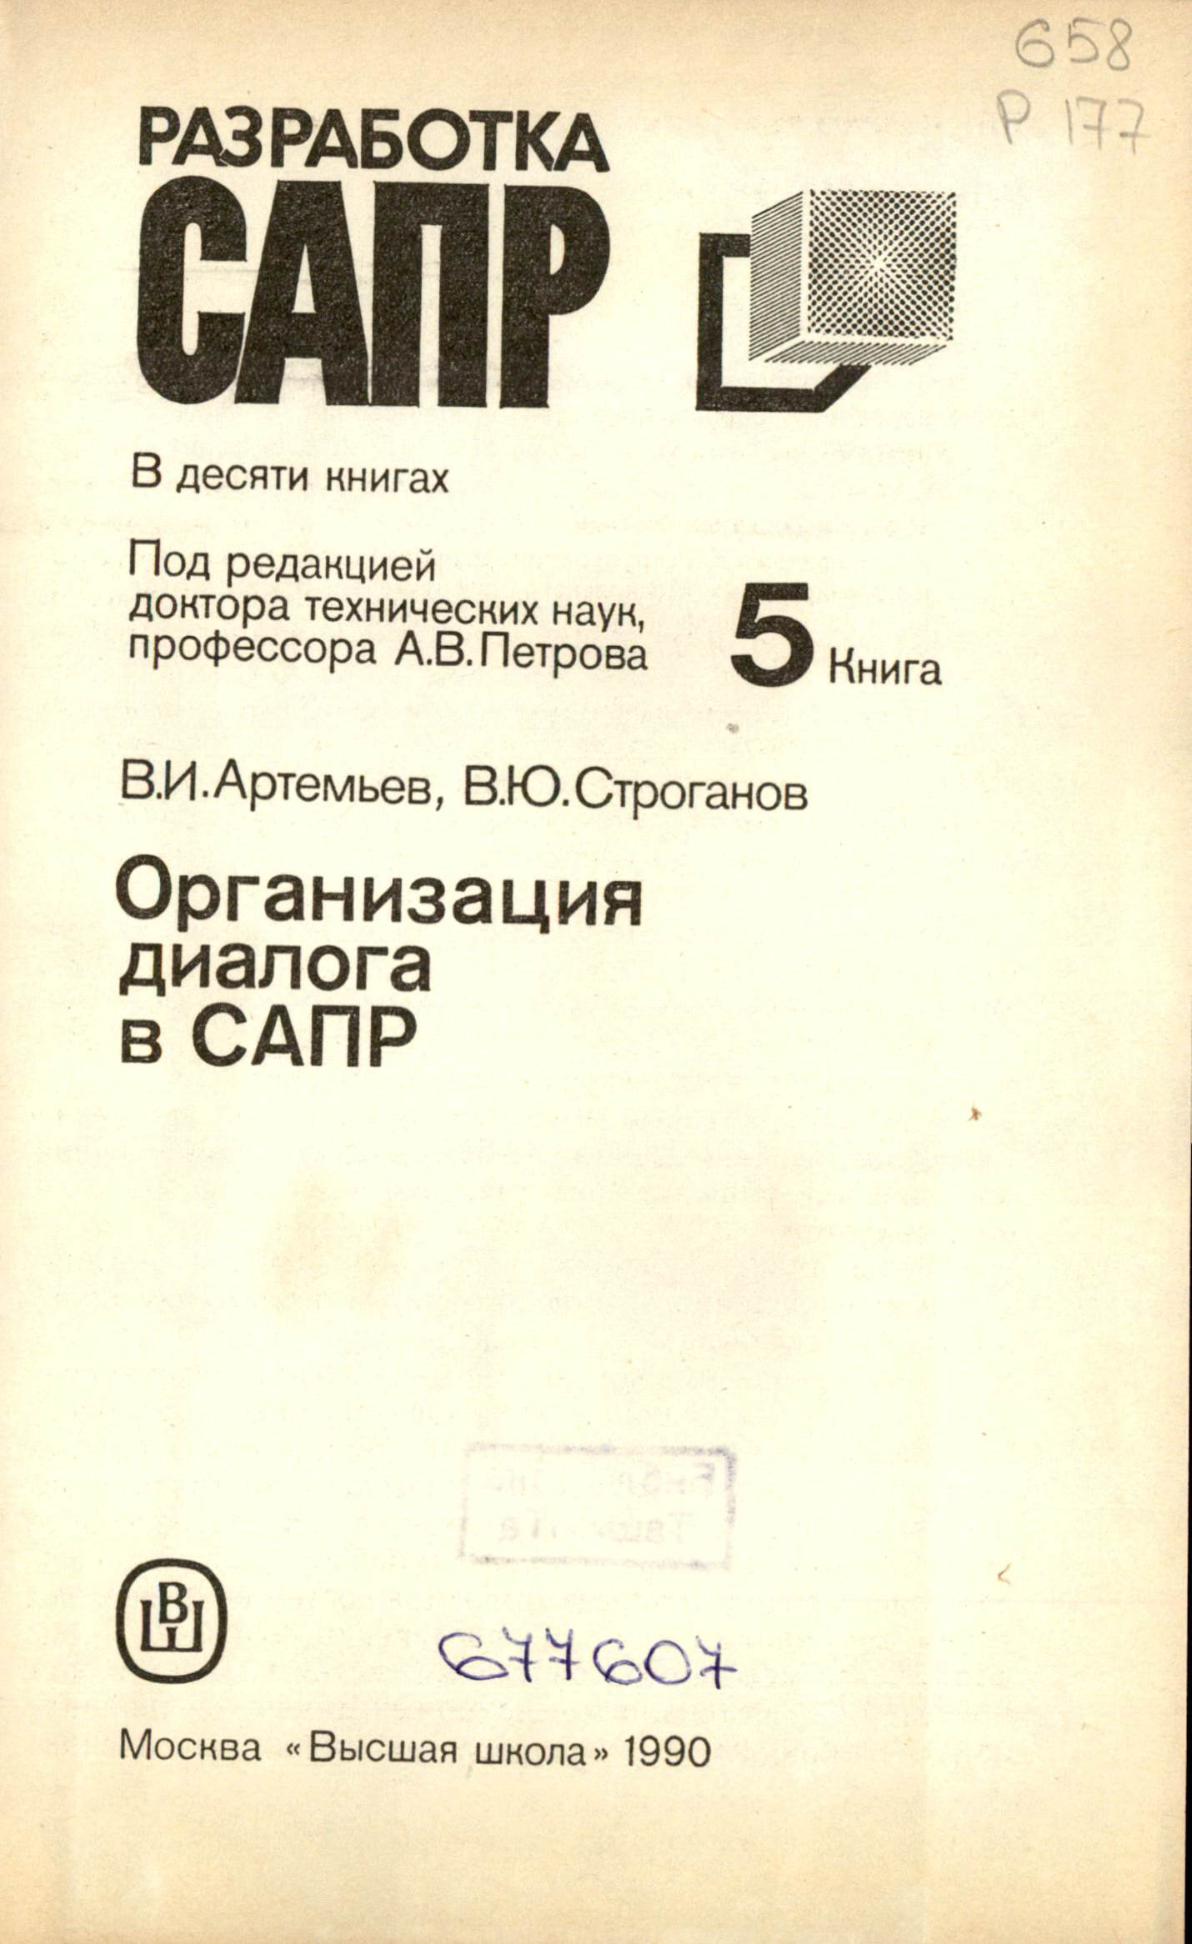 658
Р 177
РАЗРАБОТКА
САПР
В десяти книгах
Под редакцией
доктора технических наук,
профессора А.В.Петрова
5 Книга
В.И.Артемьев, В.Ю.Строганов
Организация
диалога
в САПР
ВШ
677607
Москва «Высшая школа» 1990